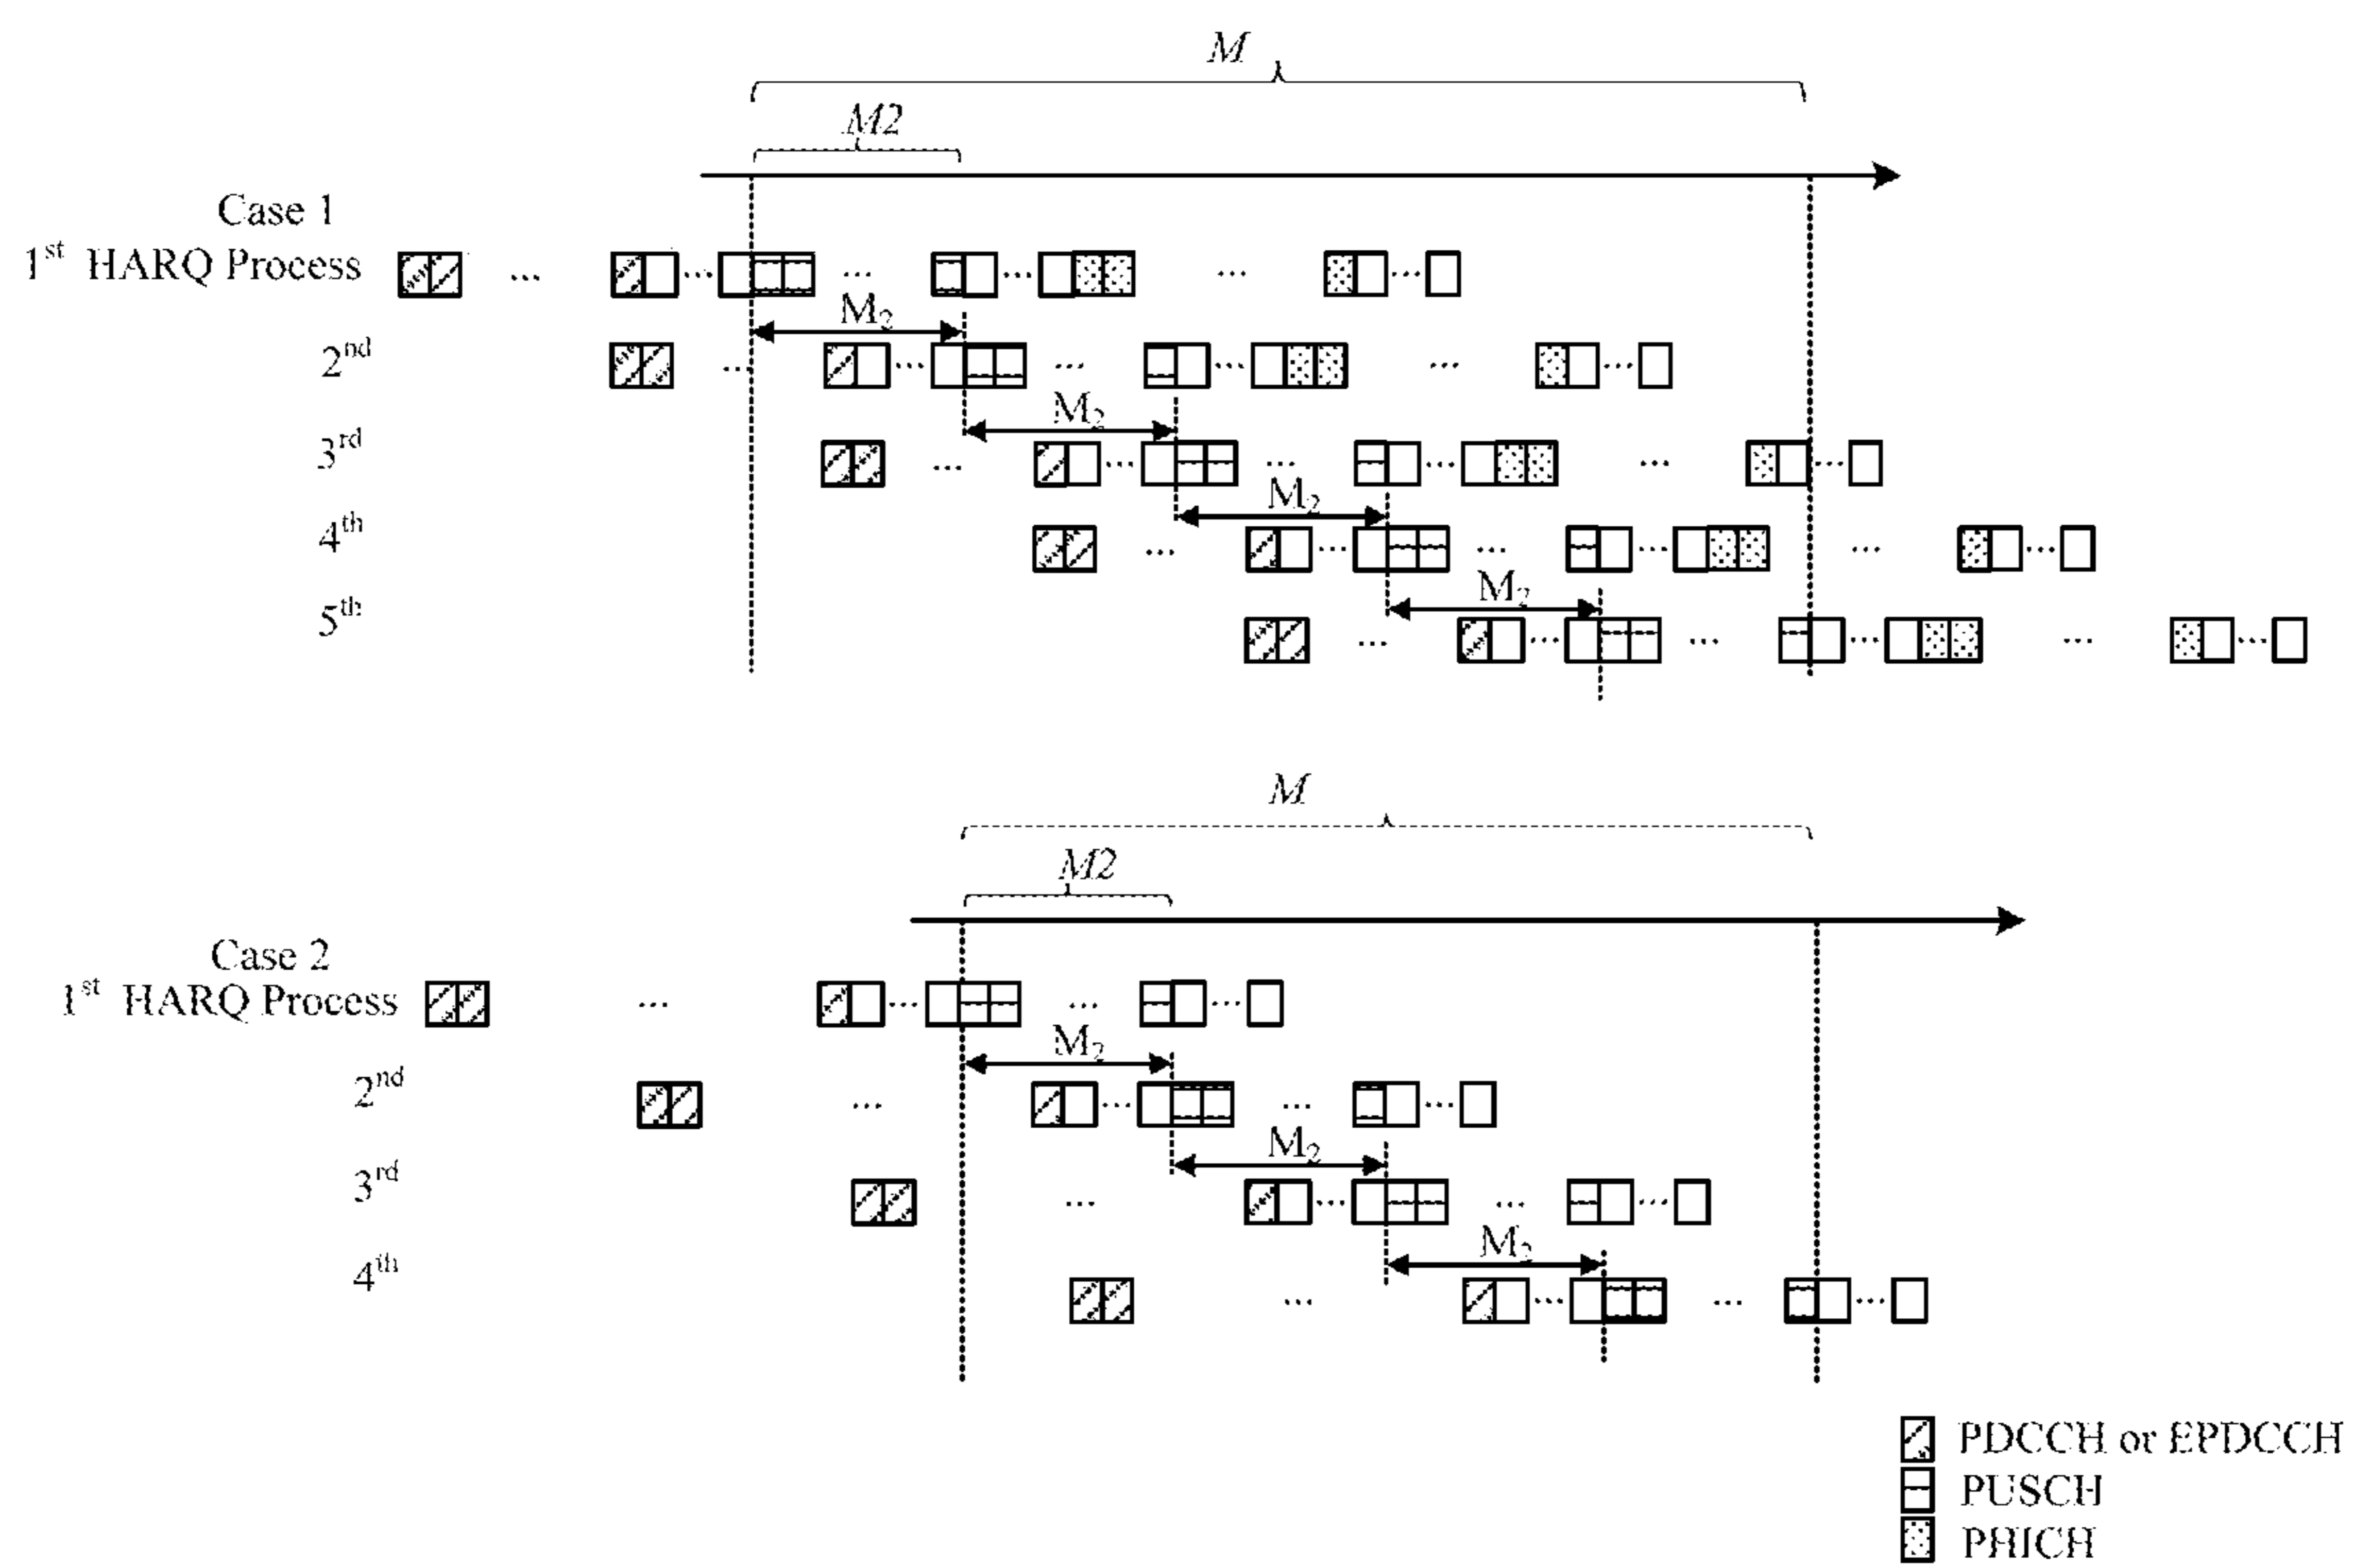 M
M2
Case 1
1st HARQ Process
M2
2nd
M2
3rd
M2
4th
M2
5th
M
M2
Case 2
1st HARQ Process
M2
2nd
M2
3rd
M2
4th
PDCCH or EPDCCH
PUSCH
PHICH